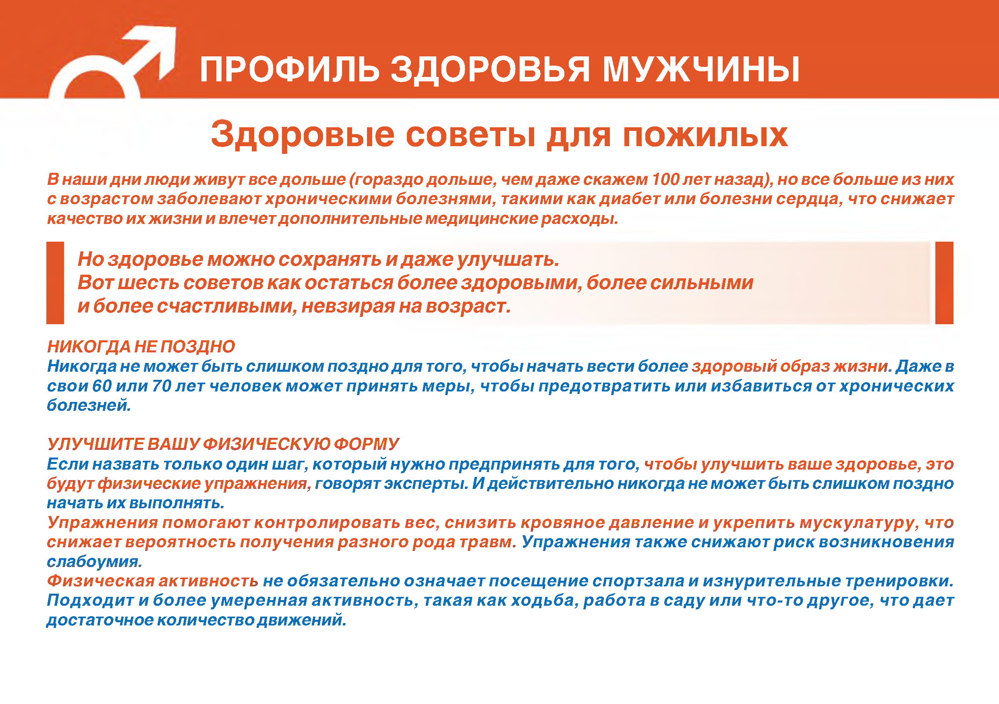 ПРОФИЛЬ ЗДОРОВЬЯ МУЖЧИНЫ
Здоровые советы для пожилых
В наши дни люди живут все дольше (гораздо дольше, чем даже скажем 100 лет назад), но все больше из них
с возрастом заболевают хроническими болезнями, такими как диабет или болезни сердца, что снижает
качество их жизни и влечет дополнительные медицинские расходы.
Но здоровье можно сохранять и даже улучшать.
Вот шесть советов как остаться более здоровыми, более сильными
и более счастливыми, невзирая на возраст.
НИКОГДА НЕ ПОЗДНО
Никогда не может быть слишком поздно для того, чтобы начать вести более здоровый образ жизни. Даже в
свои 60 или 70 лет человек может принять меры, чтобы предотвратить или избавиться от хронических
болезней.
УЛУЧШИТЕ ВАШУ ФИЗИЧЕСКУЮ ФОРМУ
Если назвать только один шаг, который нужно предпринять для того, чтобы улучшить ваше здоровье, это
будут физические упражнения, говорят эксперты. И действительно никогда не может быть слишком поздно
начать их выполнять.
Упражнения помогают контролировать вес, снизить кровяное давление и укрепить мускулатуру, что
снижает вероятность получения разного рода травм. Упражнения также снижают риск возникновения
слабоумия.
Физическая активность не обязательно означает посещение спортзала и изнурительные тренировки.
Подходит и более умеренная активность, такая как ходьба, работа в саду или что-то другое, что дает
достаточное количество движений.